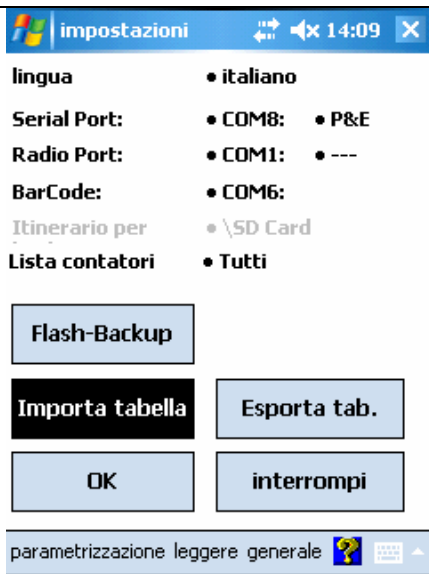 impostazioni 14:09
lingua • italiano
Serial Port: • COM8: • P&E
Radio Port: • COM1: • ---
BarCode: • COM6:
Itinerario per • \SD Card
Lista contatori • Tutti
Flash-Backup
Importa tabella Esporta tab.
OK interrompi
parametrizzazione leggere generale